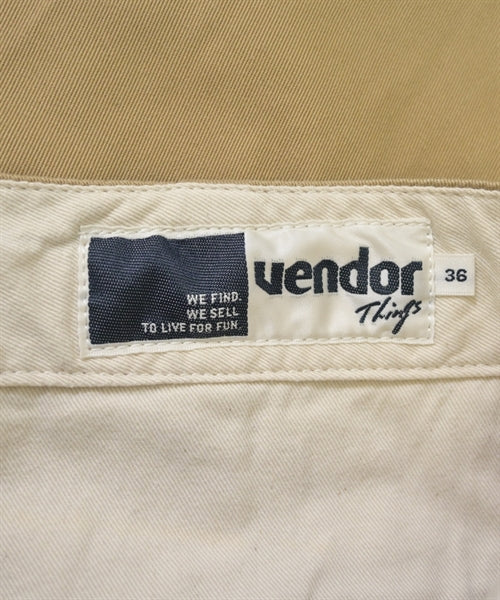 WE FIND.
WE SELL
TO LIVE FOR FUN.
vendor
Things
36